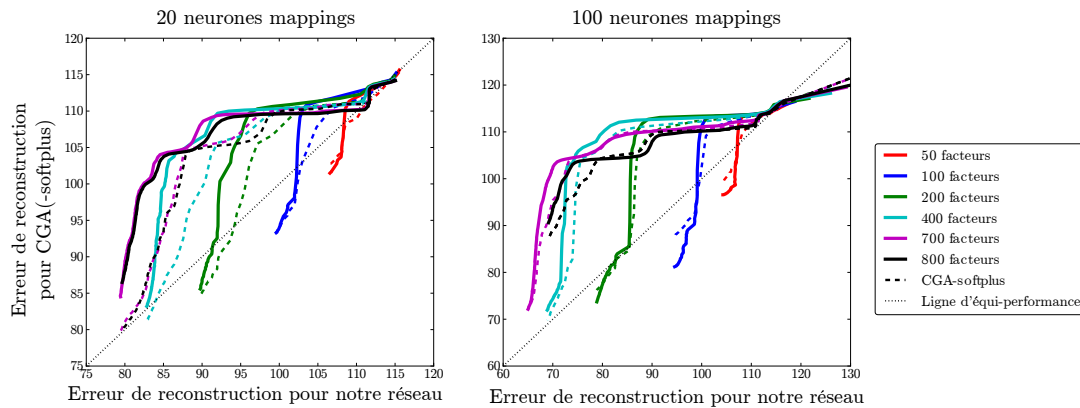 20 neurones mappings
100 neurones mappings
Erreur de reconstruction
pour CGA(-softplus)
120
115
110
105
100
95
90
85
80
75
75 80 85 90 95 100 105 110 115 120
Erreur de reconstruction pour notre réseau
130
120
110
100
90
80
70
60
60 70 80 90 100 110 120 130
Erreur de reconstruction pour notre réseau
50 facteurs
100 facteurs
200 facteurs
400 facteurs
700 facteurs
800 facteurs
CGA-softplus
Ligne d'équi-performance